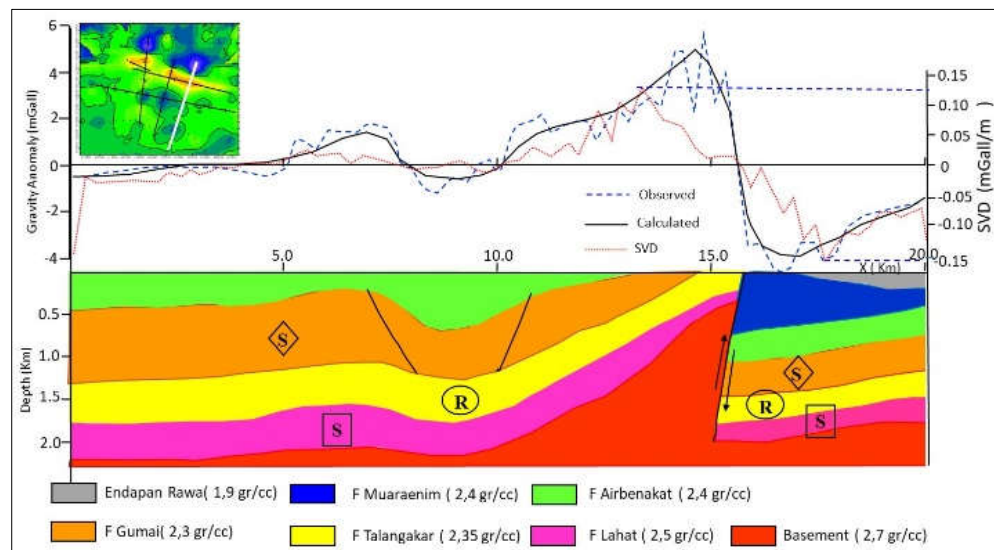 6
4
2
0
-2
-4
Gravity Anomaly (mGall)
0.15
0.10
0.05
0
-0.05
-0.10
-0.15
SVD (mGall/m)
Observed
Calculated
SVD
5.0
10.0
15.0
20.0
X ( Km)
0.5
1.0
1.5
2.0
Depth (Km)
S
R
S
S
R
S
Endapan Rawa( 1,9 gr/cc)
F Muaraenim ( 2,4 gr/cc)
F Airbenakat ( 2,4 gr/cc)
F Gumai( 2,3 gr/cc)
F Talangakar ( 2,35 gr/cc)
F Lahat ( 2,5 gr/cc)
Basement ( 2,7 gr/cc)